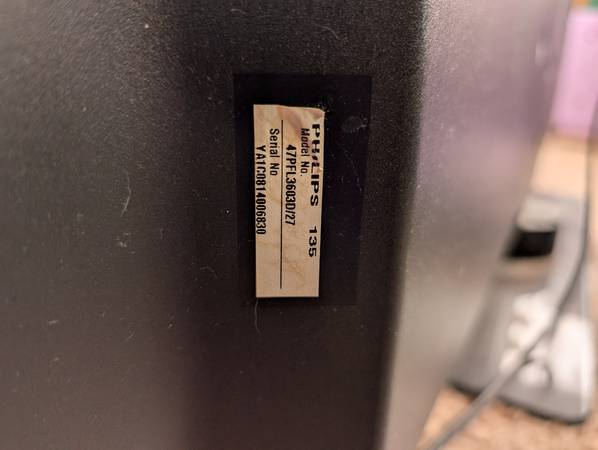 PHILIPS 135
Model No.
47PFL3603D/27
Serial No
YA1C0814006830